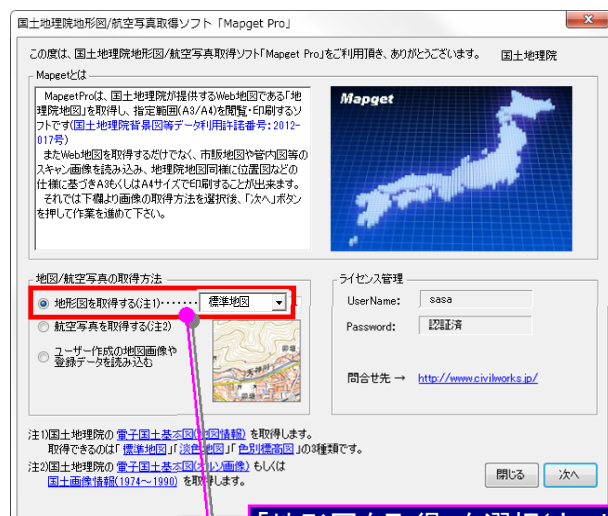 国土地理院地形図/航空写真取得ソフト「Mapget Pro」
この度は、国土地理院地形図/航空写真取得ソフト「Mapget Pro」をご利用頂き、ありがとうございます。 国土地理院
Mapgetとは
MapgetProは、国土地理院が提供するWeb地図である「地
理院地図」を取得し、指定範囲(A3/A4)を閲覧・印刷するソ
フトです(国土地理院背景図等データ利用許諾番号:2012-
017号)
またWeb地図を取得するだけでなく、市販地図や管内図等の
スキャン画像を読み込み、地理院地図同様に位置図などの
仕様に基づきA3もくしはA4サイズで印刷することが出来ます。
それでは下欄より画像の取得方法を選択後、「次へ」ボタン
を押して作業を進めて下さい。
Mapget
地図/航空写真の取得方法
地形図を取得する(注1)・・・・・・・ 標準地図
航空写真を取得する(注2)
ユーザー作成の地図画像や
登録データを読み込む
天神川
ライセンス管理
UserName: sasa
Password: 認証済
問合せ先 → http://www.civilworks.jp/
注1)国土地理院の 電子国土基本図(地図情報) を取得します。
取得できるのは「 標準地図」「 淡色地図」「 色別標高図 」の3種類です。
注2)国土地理院の 電子国土基本図(オルソ画像) もしくは
国土画像情報(1974～1990) を取得します。
閉じる 次へ